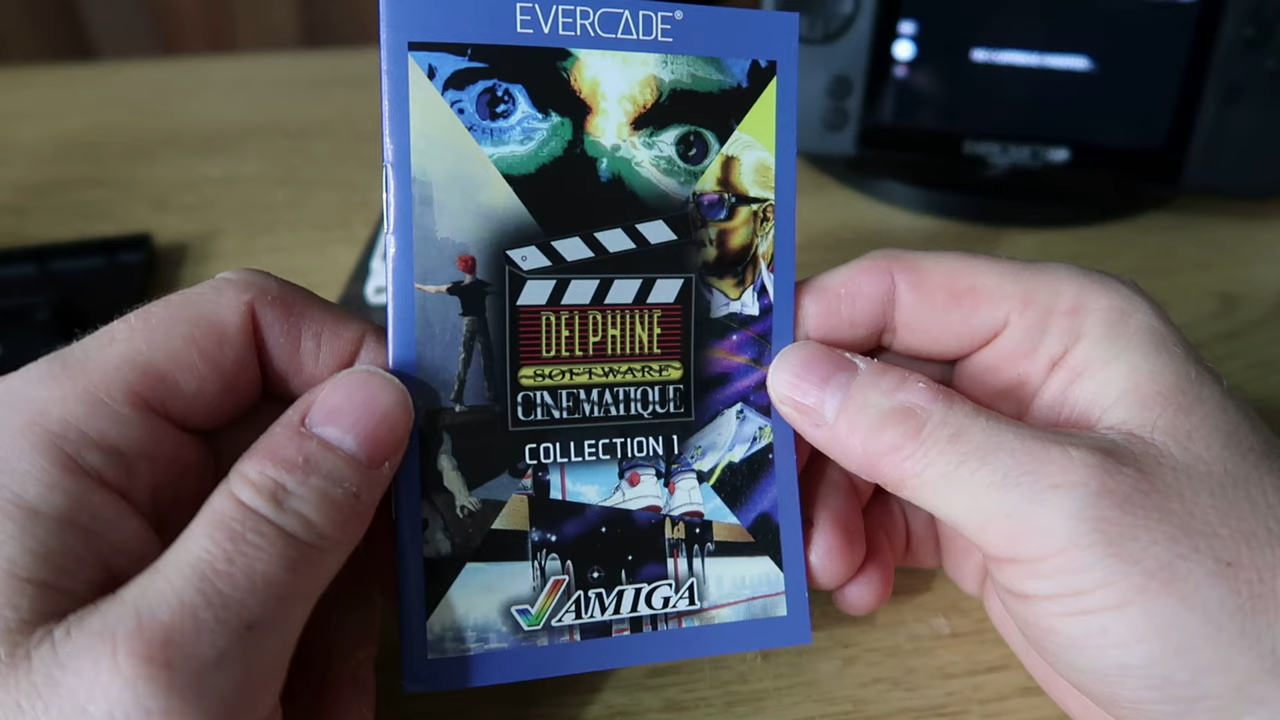 EVERCADE®
DELPHINE
SOFTWARE
CINEMATIQUE
COLLECTION 1
AMIGA